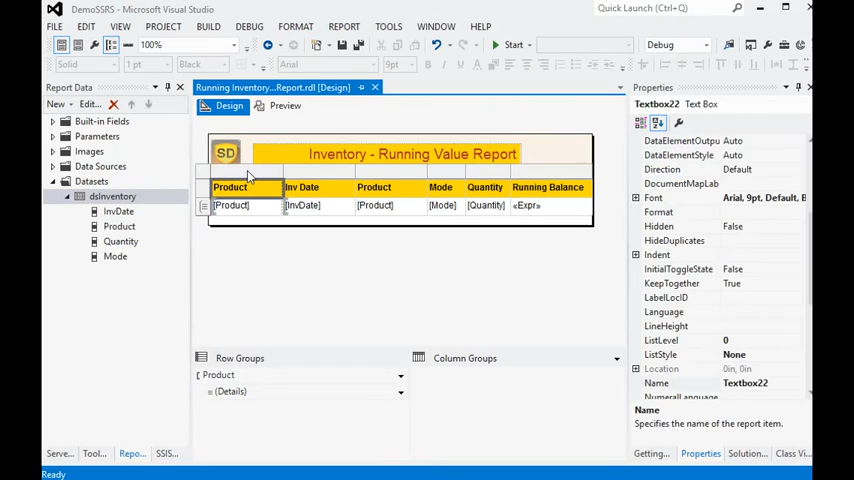 DemoSSRS - Microsoft Visual Studio
Quick Launch (Ctrl+Q)
FILE EDIT VIEW PROJECT BUILD DEBUG FORMAT REPORT TOOLS WINDOW HELP
100% Start Debug
Solid 1 pt Black Arial 9pt
Report Data
New Edit...
Built-in Fields
Parameters
Images
Data Sources
Datasets
dsInventory
InvDate
Product
Quantity
Mode
Running Inventory...Report.rdl [Design]
Design Preview
SD Inventory - Running Value Report
Product Inv Date Product Mode Quantity Running Balance
[Product] [InvDate] [Product] [Mode] [Quantity] «Expr»
Row Groups Column Groups
Product
(Details)
Properties
Textbox22 Text Box
DataElementOutpu Auto
DataElementStyle Auto
DocumentMapLab
Font Arial, 9pt, Default, B
Format
Hidden False
HideDuplicates
Indent
InitialToggleState False
KeepTogether True
LabelLocID
Language
LineHeight
ListLevel 0
ListStyle None
Location 0in, 0in
Name Textbox22
NumeralLanguage
Name
Specifies the name of the report item.
Serve... Tool... Repo... SSIS...
Getting... Properties Solution... Class Vi...
Ready